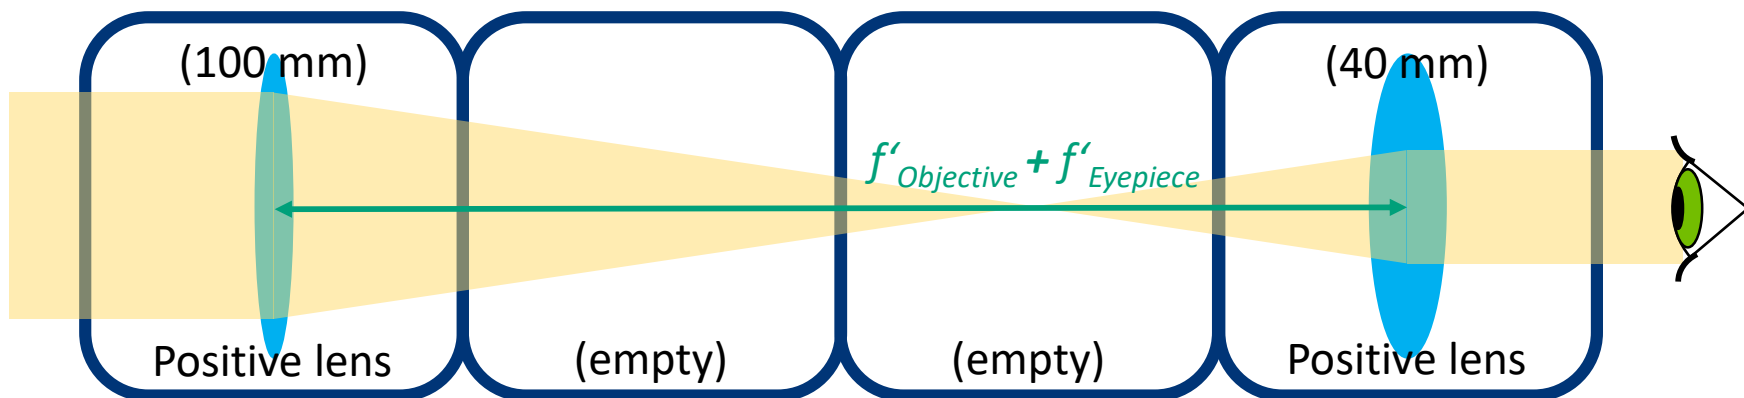 (100 mm)
(40 mm)
f‘Objective + f‘Eyepiece
Positive lens
(empty)
(empty)
Positive lens